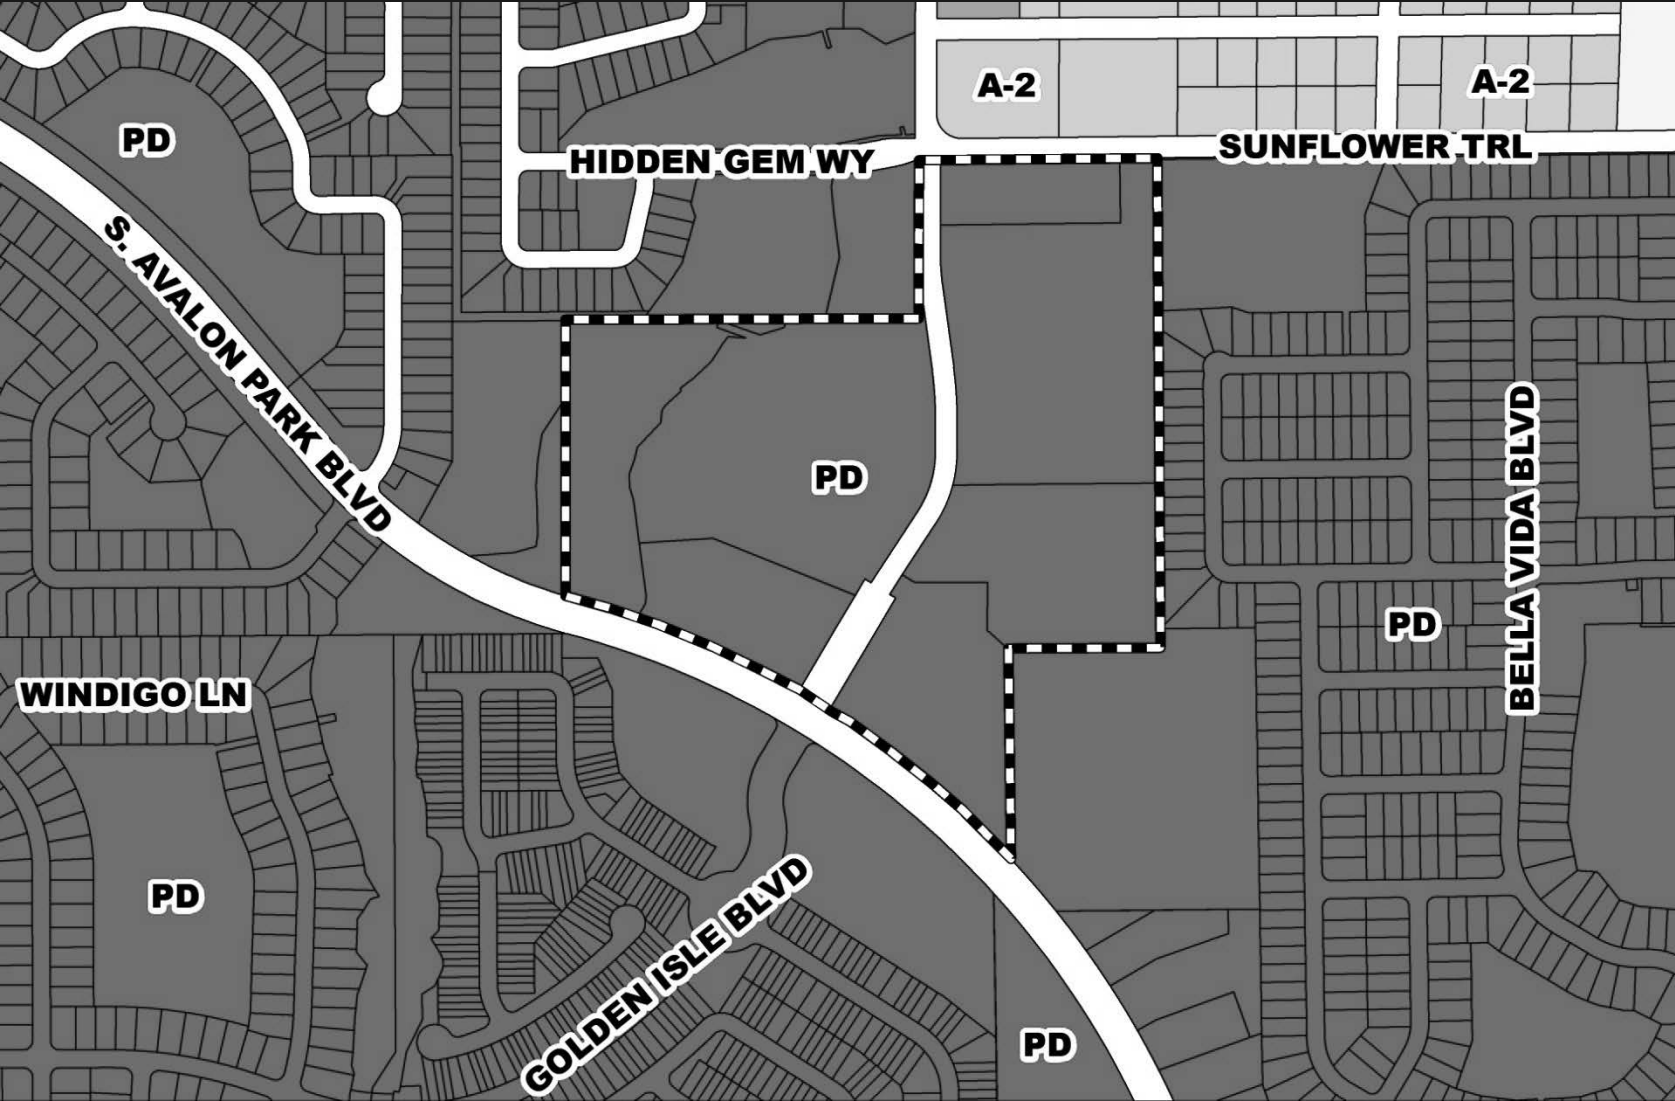 A-2
A-2
PD
HIDDEN GEM WY
SUNFLOWER TRL
S. AVALON PARK BLVD
PD
BELLA VIDA BLVD
PD
WINDIGO LN
PD
GOLDEN ISLE BLVD
PD